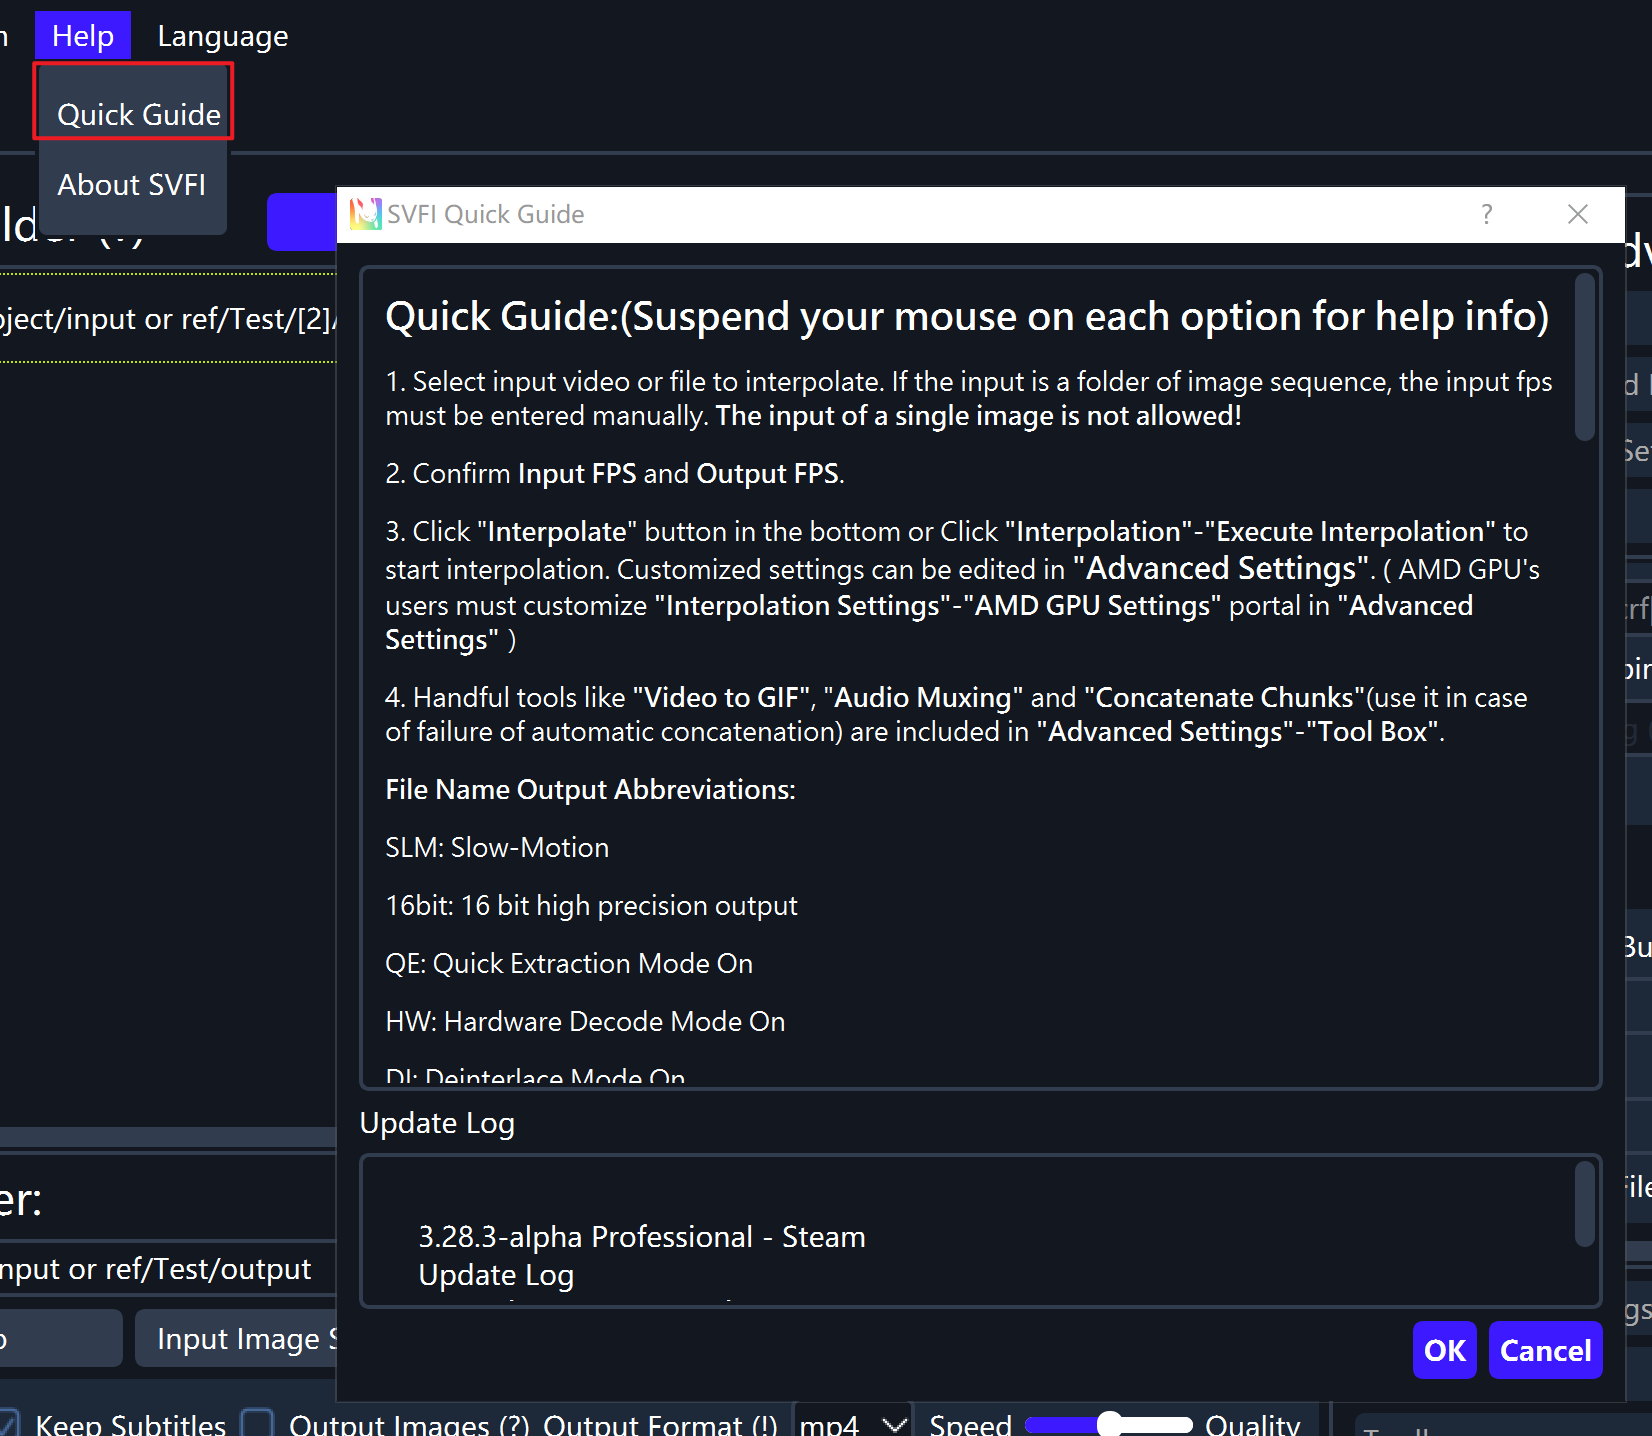 Help
Language
Quick Guide
About SVFI
SVFI Quick Guide
?
ject/input or ref/Test/[2]/
Quick Guide:(Suspend your mouse on each option for help info)
1. Select input video or file to interpolate. If the input is a folder of image sequence, the input fps
must be entered manually. The input of a single image is not allowed!
2. Confirm Input FPS and Output FPS.
3. Click "Interpolate" button in the bottom or Click "Interpolation"-"Execute Interpolation" to
start interpolation. Customized settings can be edited in "Advanced Settings". ( AMD GPU's
users must customize "Interpolation Settings"-"AMD GPU Settings" portal in "Advanced
Settings" )
4. Handful tools like "Video to GIF", "Audio Muxing" and "Concatenate Chunks"(use it in case
of failure of automatic concatenation) are included in "Advanced Settings"-"Tool Box".
File Name Output Abbreviations:
SLM: Slow-Motion
16bit: 16 bit high precision output
QE: Quick Extraction Mode On
HW: Hardware Decode Mode On
DI: Deinterlace Mode On
Update Log
3.28.3-alpha Professional - Steam
Update Log
er:
nput or ref/Test/output
Input Image S
OK
Cancel
Keep Subtitles
Output Images (?)
Output Format (!)
mp4
Speed
Quality